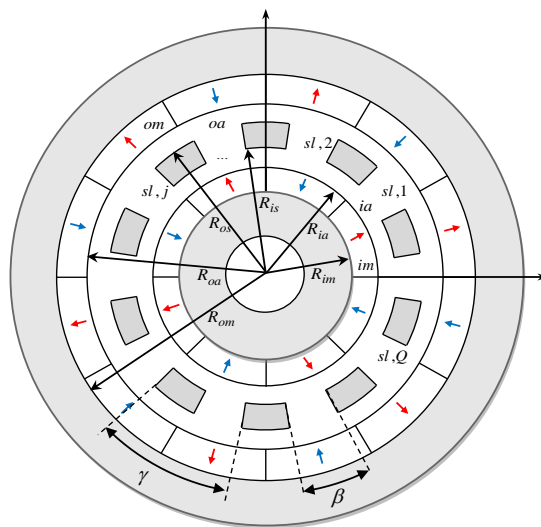 om
oa
sl,2
...
sl,j
sl,1
R_is
ia
R_os
R_ia
R_oa
R_im
im
R_om
sl,Q
γ
β